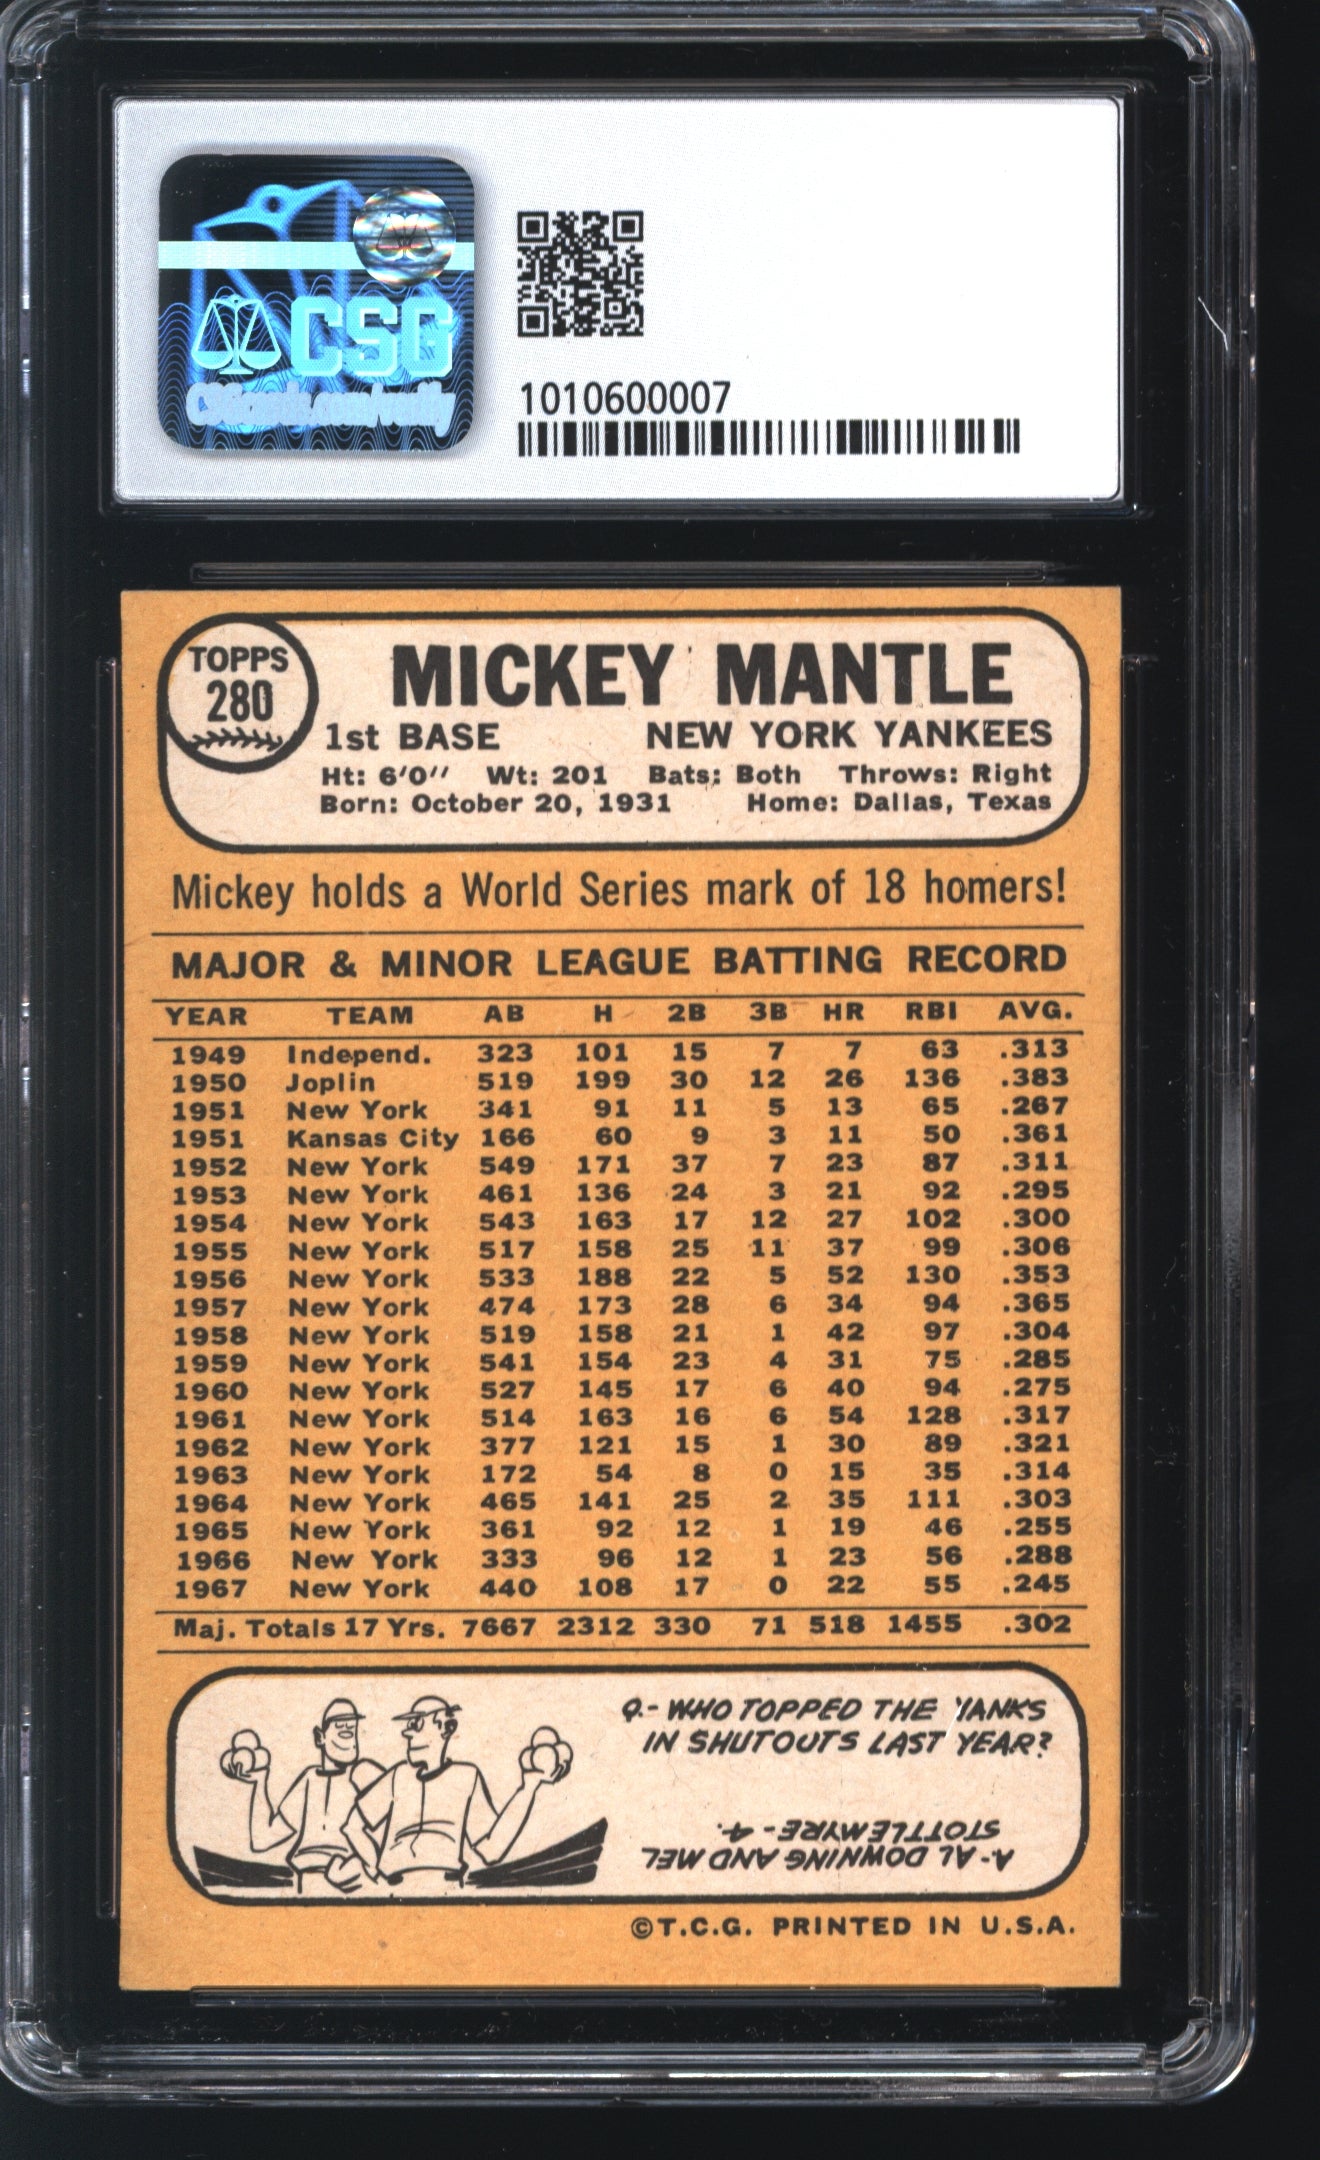 CSG
1010600007
TOPPS
280
MICKEY MANTLE
1st BASE NEW YORK YANKEES
Ht: 6'0'' Wt: 201 Bats: Both Throws: Right
Born: October 20, 1931 Home: Dallas, Texas
Mickey holds a World Series mark of 18 homers!
MAJOR & MINOR LEAGUE BATTING RECORD
YEAR TEAM AB H 2B 3B HR RBI AVG.
1949 Independ. 323 101 15 7 7 63 .313
1950 Joplin 519 199 30 12 26 136 .383
1951 New York 341 91 11 5 13 65 .267
1951 Kansas City 166 60 9 3 11 50 .361
1952 New York 549 171 37 7 23 87 .311
1953 New York 461 136 24 3 21 92 .295
1954 New York 543 163 17 12 27 102 .300
1955 New York 517 158 25 11 37 99 .306
1956 New York 533 188 22 5 52 130 .353
1957 New York 474 173 28 6 34 94 .365
1958 New York 519 158 21 1 42 97 .304
1959 New York 541 154 23 4 31 75 .285
1960 New York 527 145 17 6 40 94 .275
1961 New York 514 163 16 6 54 128 .317
1962 New York 377 121 15 1 30 89 .321
1963 New York 172 54 8 0 15 35 .314
1964 New York 465 141 25 2 35 111 .303
1965 New York 361 92 12 1 19 46 .255
1966 New York 333 96 12 1 23 56 .288
1967 New York 440 108 17 0 22 55 .245
Maj. Totals 17 Yrs. 7667 2312 330 71 518 1455 .302
Q.- WHO TOPPED THE YANKS
IN SHUTOUTS LAST YEAR?
A.- AL DOWNING AND MEL
STOTTLEMYRE - 4.
©T.C.G. PRINTED IN U.S.A.